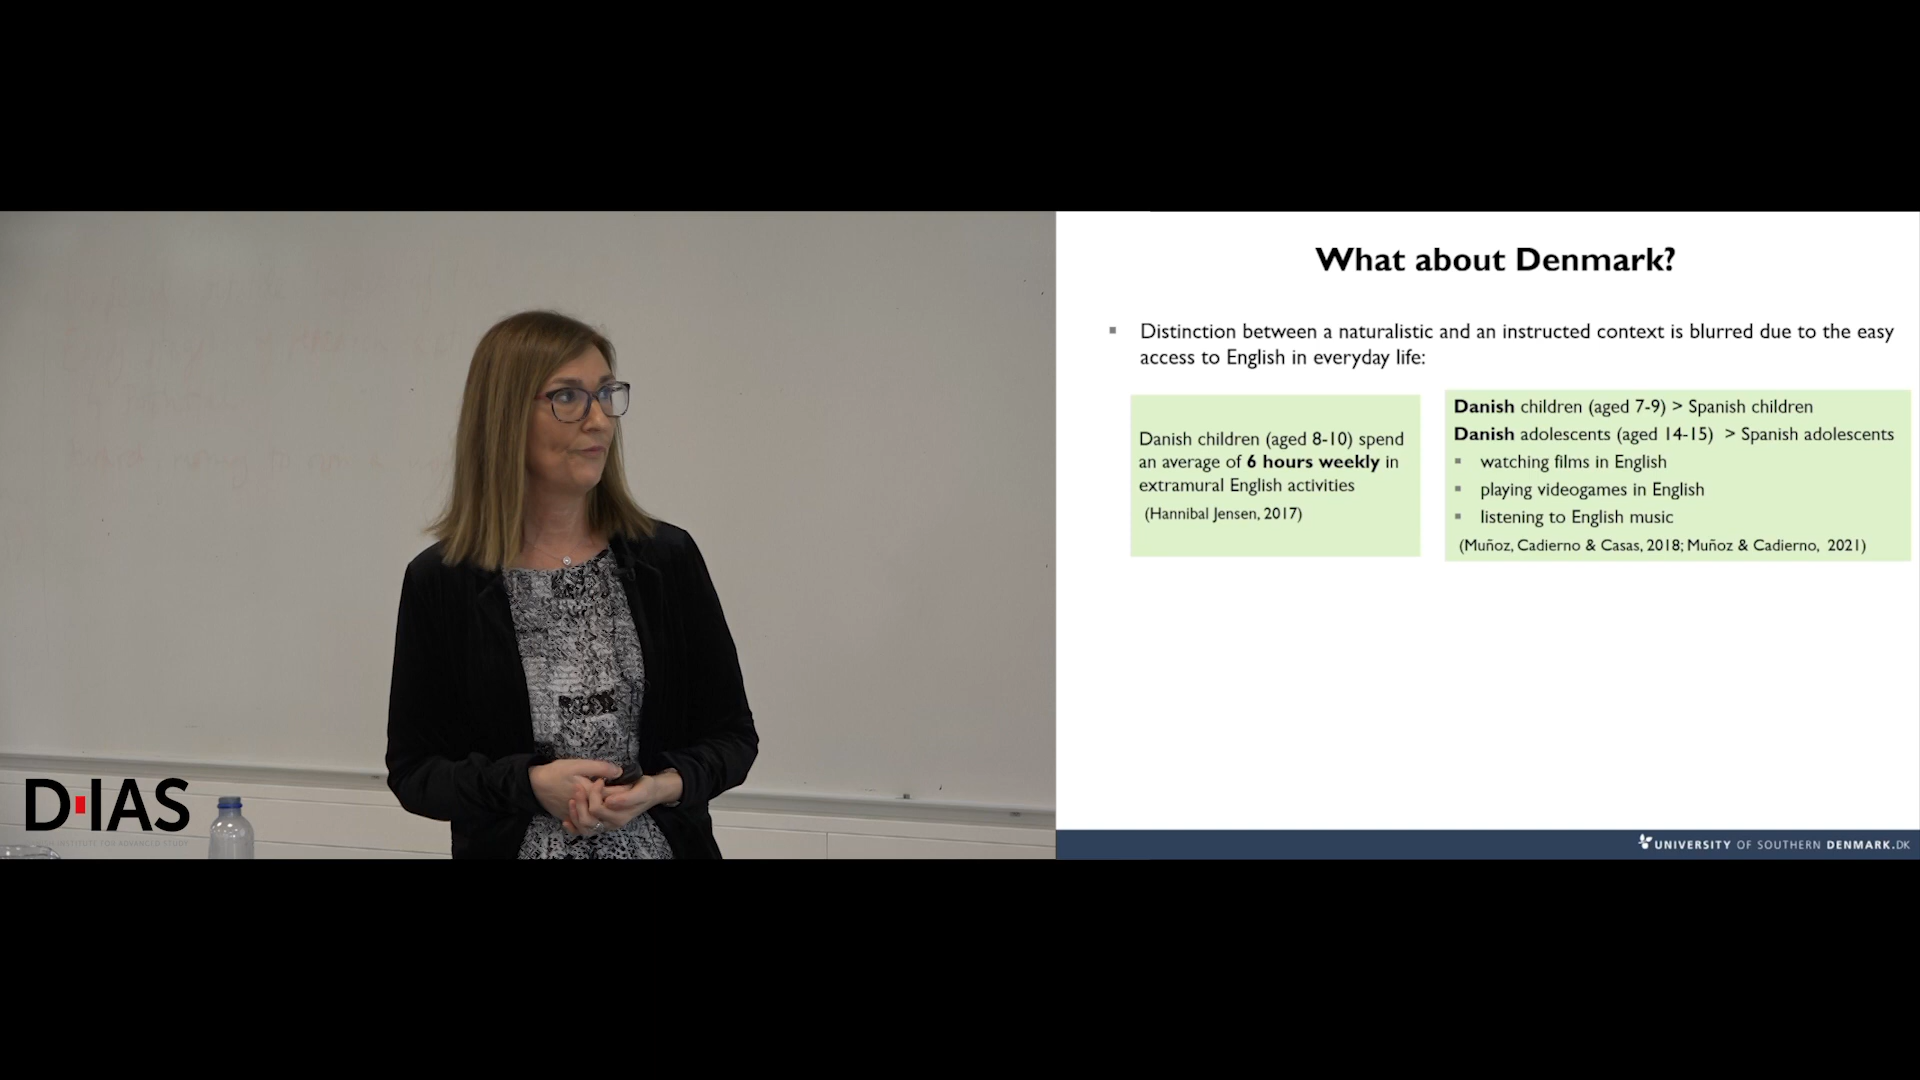 What about Denmark?
▪ Distinction between a naturalistic and an instructed context is blurred due to the easy
access to English in everyday life:
Danish children (aged 8-10) spend
an average of 6 hours weekly in
extramural English activities
(Hannibal Jensen, 2017)
Danish children (aged 7-9) > Spanish children
Danish adolescents (aged 14-15) > Spanish adolescents
▪ watching films in English
▪ playing videogames in English
▪ listening to English music
(Muñoz, Cadierno & Casas, 2018; Muñoz & Cadierno, 2021)
D·IAS
INSTITUTE FOR ADVANCED STUDY
UNIVERSITY OF SOUTHERN DENMARK.DK